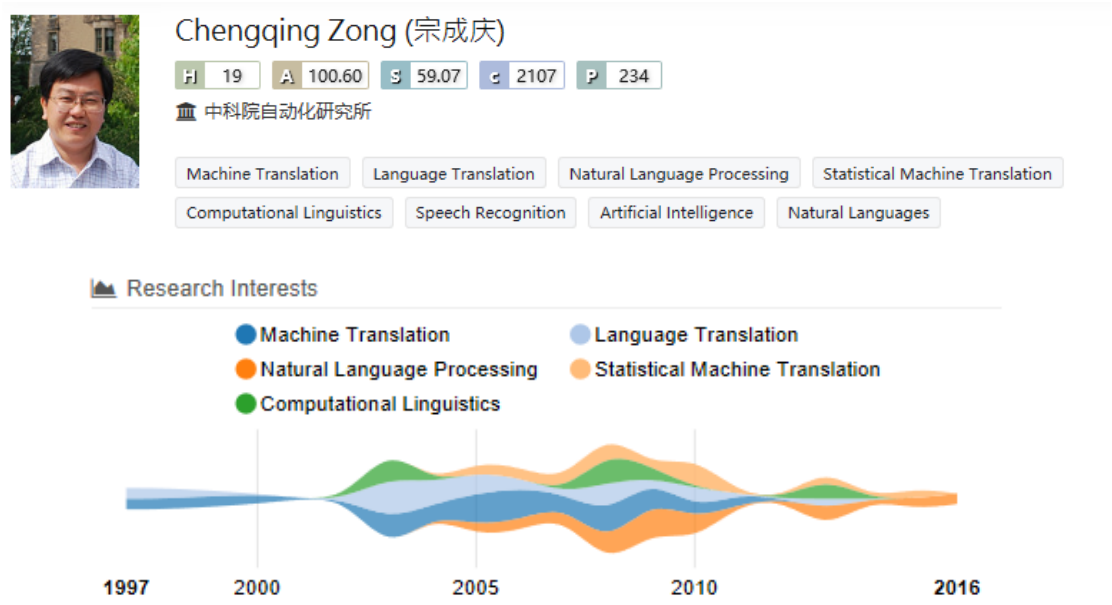 Chengqing Zong (宗成庆)
H 19 A 100.60 S 59.07 c 2107 P 234
中科院自动化研究所
Machine Translation Language Translation Natural Language Processing Statistical Machine Translation
Computational Linguistics Speech Recognition Artificial Intelligence Natural Languages
Research Interests
Machine Translation Language Translation
Natural Language Processing Statistical Machine Translation
Computational Linguistics
1997 2000 2005 2010 2016